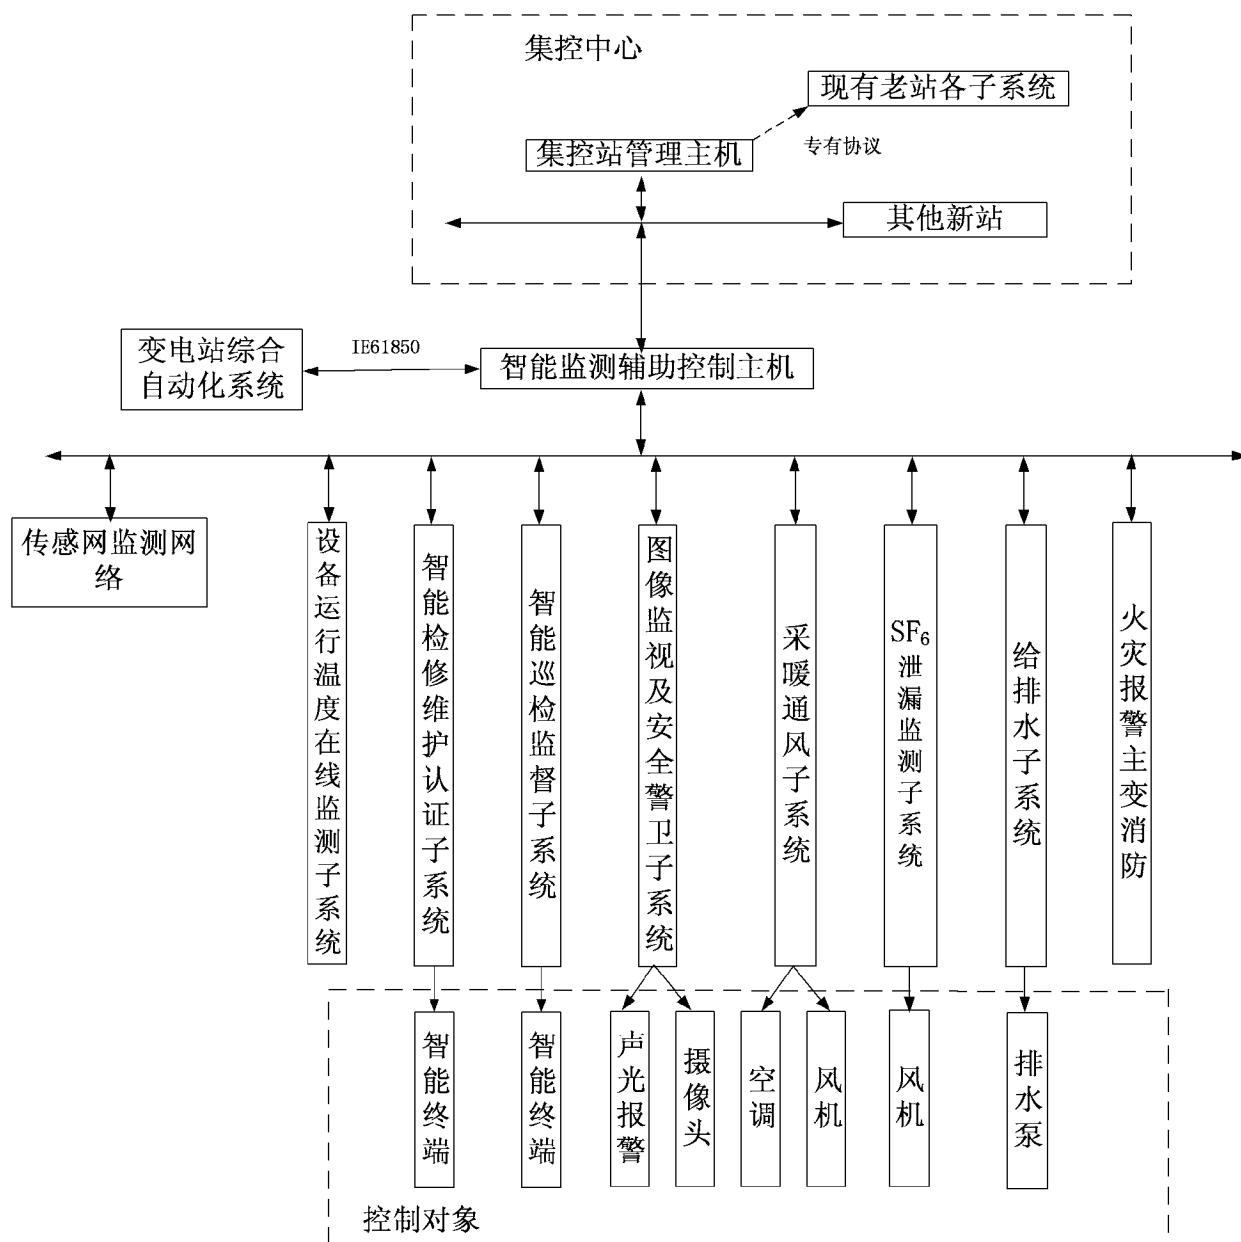 集控中心
现有老站各子系统
专有协议
集控站管理主机
其他新站
变电站综合
自动化系统
IE61850
智能监测辅助控制主机
传感网监测网
络
设备运行温度在线监测子系统
智能检修维护认证子系统
智能巡检监督子系统
图像监视及安全警卫子系统
采暖通风子系统
SF₆泄漏监测子系统
给排水子系统
火灾报警主变消防
智能终端
智能终端
声光报警
摄像头
空调
风机
风机
排水泵
控制对象